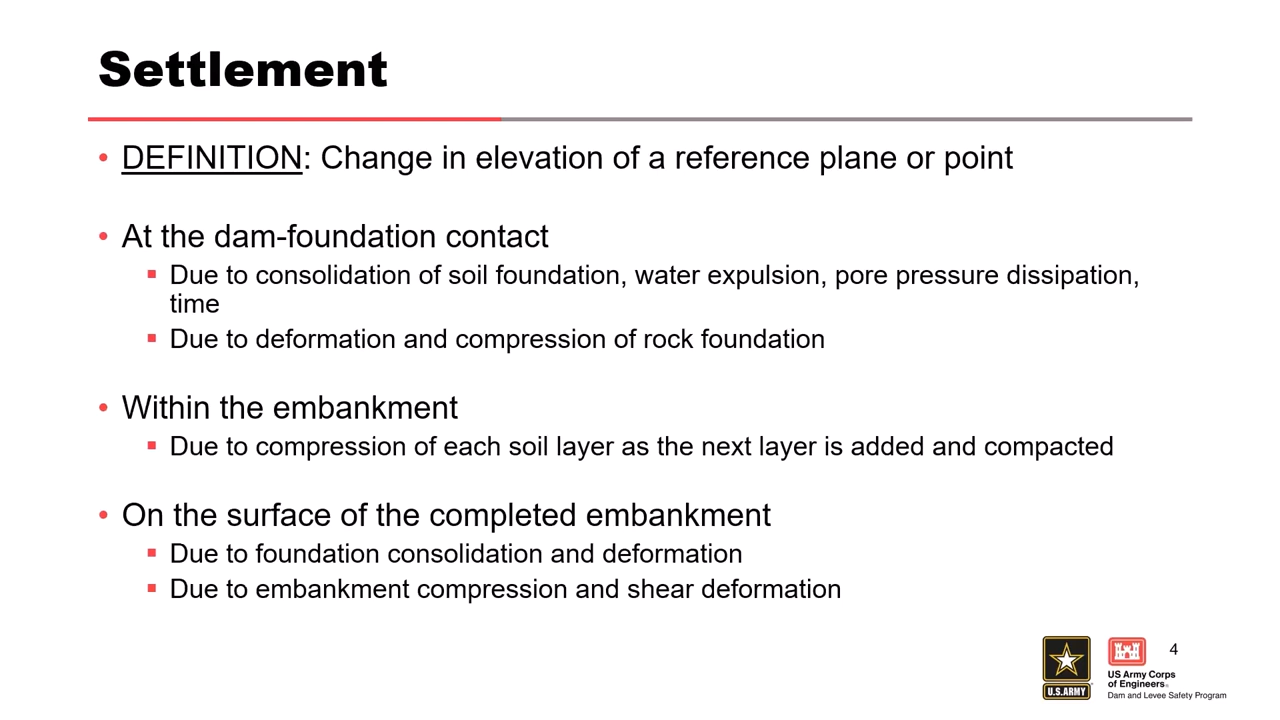 Settlement
• DEFINITION: Change in elevation of a reference plane or point
• At the dam-foundation contact
▪ Due to consolidation of soil foundation, water expulsion, pore pressure dissipation,
time
▪ Due to deformation and compression of rock foundation
• Within the embankment
▪ Due to compression of each soil layer as the next layer is added and compacted
• On the surface of the completed embankment
▪ Due to foundation consolidation and deformation
▪ Due to embankment compression and shear deformation
4
U.S.ARMY
US Army Corps
of Engineers®
Dam and Levee Safety Program